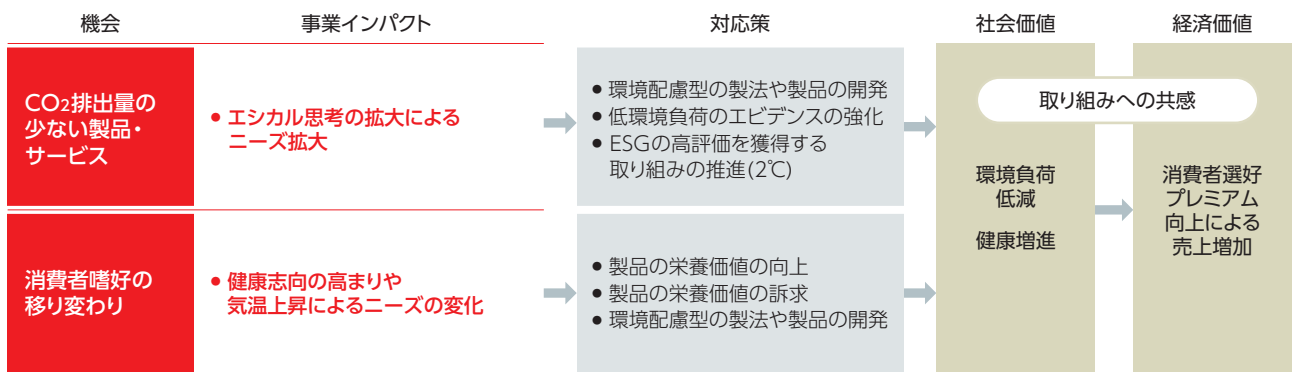 機会
事業インパクト
対応策
社会価値
経済価値
CO2排出量の
少ない製品・
サービス
• エシカル思考の拡大による
ニーズ拡大
• 環境配慮型の製法や製品の開発
• 低環境負荷のエビデンスの強化
• ESGの高評価を獲得する
取り組みの推進(2℃)
消費者嗜好の
移り変わり
• 健康志向の高まりや
気温上昇によるニーズの変化
• 製品の栄養価値の向上
• 製品の栄養価値の訴求
• 環境配慮型の製法や製品の開発
取り組みへの共感
環境負荷
低減
健康増進
消費者選好
プレミアム
向上による
売上増加